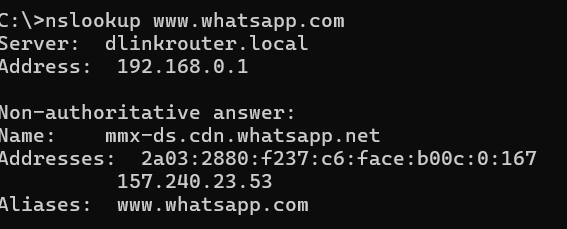 C:\>nslookup www.whatsapp.com
Server:  dlinkrouter.local
Address:  192.168.0.1

Non-authoritative answer:
Name:    mmx-ds.cdn.whatsapp.net
Addresses:  2a03:2880:f237:c6:face:b00c:0:167
          157.240.23.53
Aliases:  www.whatsapp.com